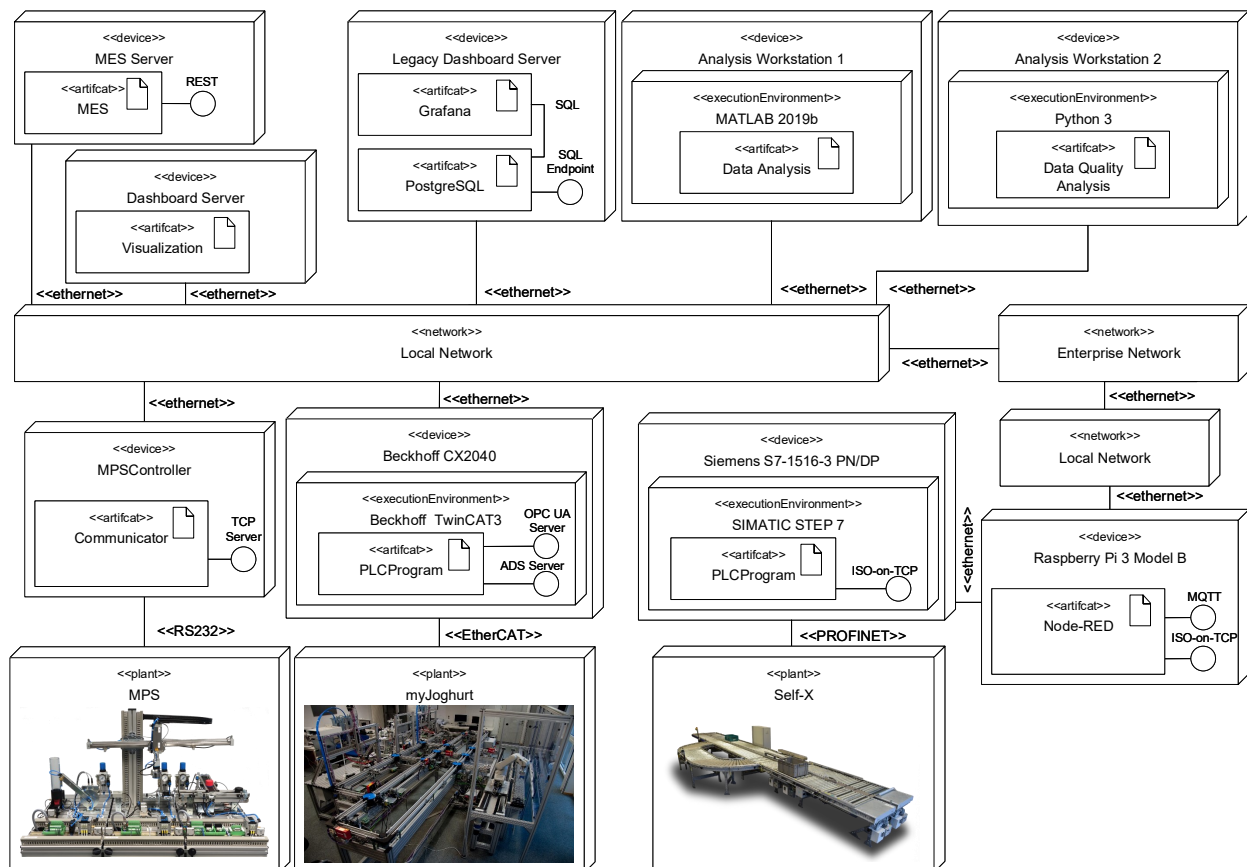 <<device>>
MES Server
<<artifcat>>
MES
REST
<<device>>
Dashboard Server
<<artifcat>>
Visualization
<<device>>
Legacy Dashboard Server
<<artifcat>>
Grafana
SQL
<<artifcat>>
PostgreSQL
SQL
Endpoint
<<device>>
Analysis Workstation 1
<<executionEnvironment>>
MATLAB 2019b
<<artifcat>>
Data Analysis
<<device>>
Analysis Workstation 2
<<executionEnvironment>>
Python 3
<<artifcat>>
Data Quality
Analysis
<<ethernet>>
<<ethernet>>
<<ethernet>>
<<ethernet>>
<<ethernet>>
<<network>>
Local Network
<<ethernet>>
<<network>>
Enterprise Network
<<ethernet>>
<<ethernet>>
<<ethernet>>
<<network>>
Local Network
<<ethernet>>
<<device>>
MPSController
<<artifcat>>
Communicator
TCP
Server
<<device>>
Beckhoff CX2040
<<executionEnvironment>>
Beckhoff TwinCAT3
<<artifcat>>
PLCProgram
OPC UA
Server
ADS Server
<<device>>
Siemens S7-1516-3 PN/DP
<<executionEnvironment>>
SIMATIC STEP 7
<<artifcat>>
PLCProgram
ISO-on-TCP
<<ethernet>>
<<device>>
Raspberry Pi 3 Model B
<<artifcat>>
Node-RED
MQTT
ISO-on-TCP
<<RS232>>
<<EtherCAT>>
<<PROFINET>>
<<plant>>
MPS
<<plant>>
myJoghurt
<<plant>>
Self-X